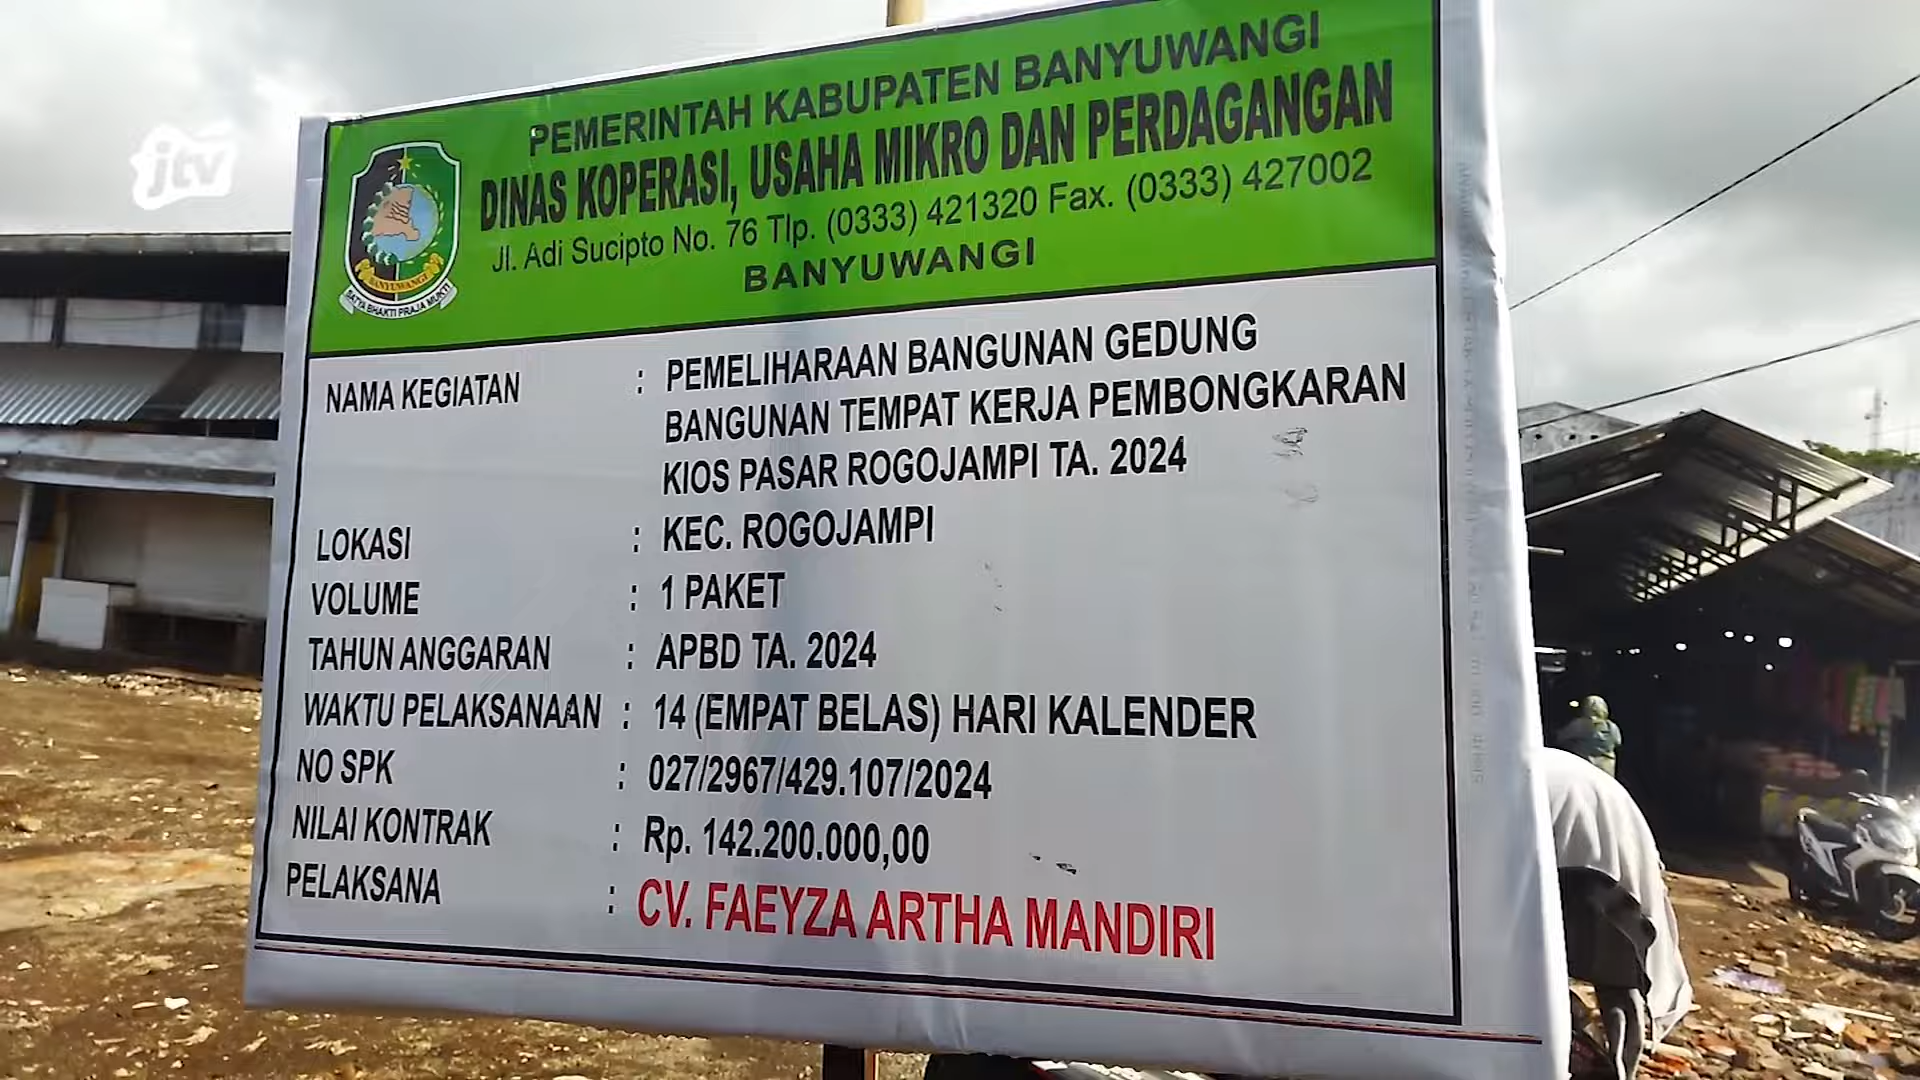 jtv
PEMERINTAH KABUPATEN BANYUWANGI
DINAS KOPERASI, USAHA MIKRO DAN PERDAGANGAN
Jl. Adi Sucipto No. 76 Tlp. (0333) 421320 Fax. (0333) 427002
BANYUWANGI
BANYUWANGI
SATYA BHAKTI PRAJA MUKTI
NAMA KEGIATAN : PEMELIHARAAN BANGUNAN GEDUNG
BANGUNAN TEMPAT KERJA PEMBONGKARAN
KIOS PASAR ROGOJAMPI TA. 2024
LOKASI : KEC. ROGOJAMPI
VOLUME : 1 PAKET
TAHUN ANGGARAN : APBD TA. 2024
WAKTU PELAKSANAAN : 14 (EMPAT BELAS) HARI KALENDER
NO SPK : 027/2967/429.107/2024
NILAI KONTRAK : Rp. 142.200.000,00
PELAKSANA : CV. FAEYZA ARTHA MANDIRI